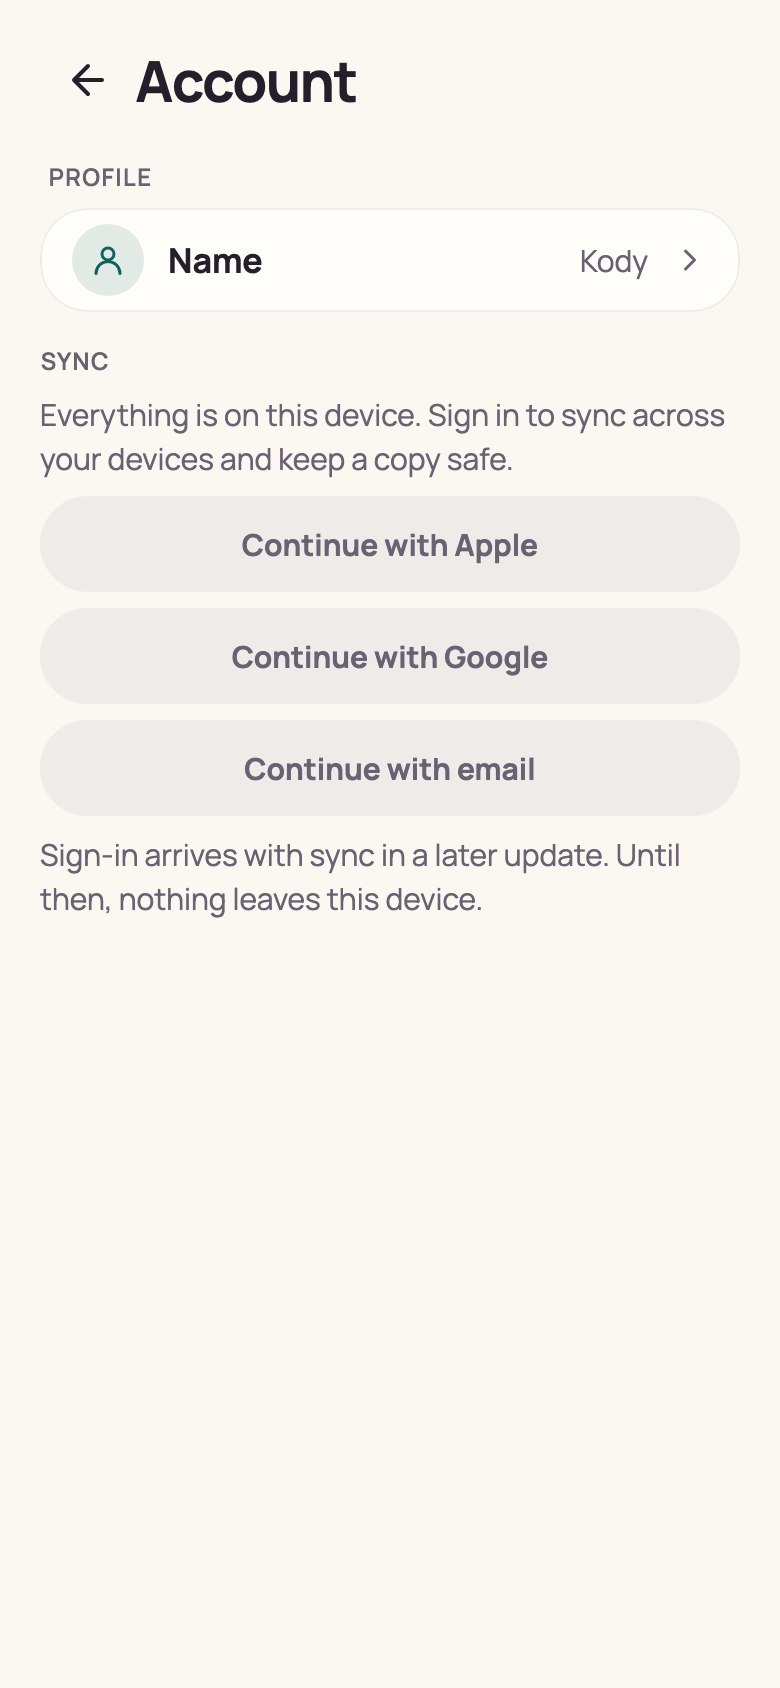 Account
PROFILE
Name Kody
SYNC
Everything is on this device. Sign in to sync across
your devices and keep a copy safe.
Continue with Apple
Continue with Google
Continue with email
Sign-in arrives with sync in a later update. Until
then, nothing leaves this device.